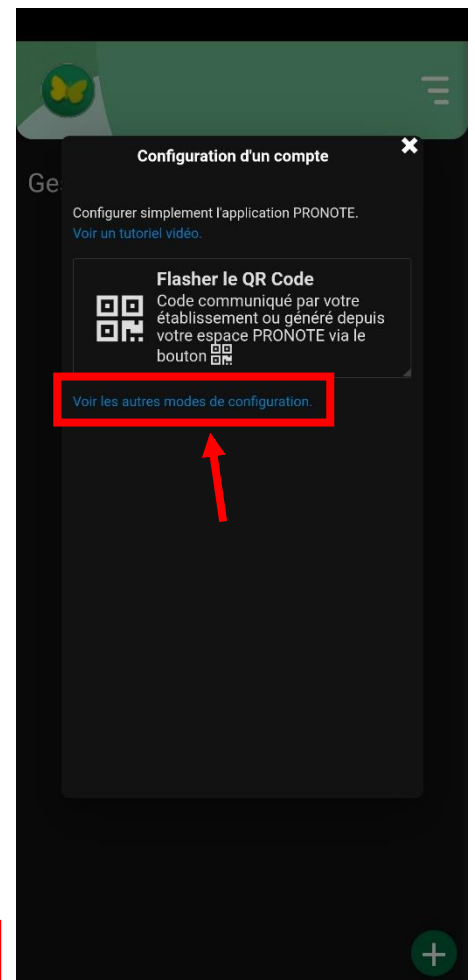 Configuration d'un compte
Ge
Configurer simplement l'application PRONOTE.
Voir un tutoriel vidéo.
Flasher le QR Code
Code communiqué par votre
établissement ou généré depuis
votre espace PRONOTE via le
bouton
Voir les autres modes de configuration.